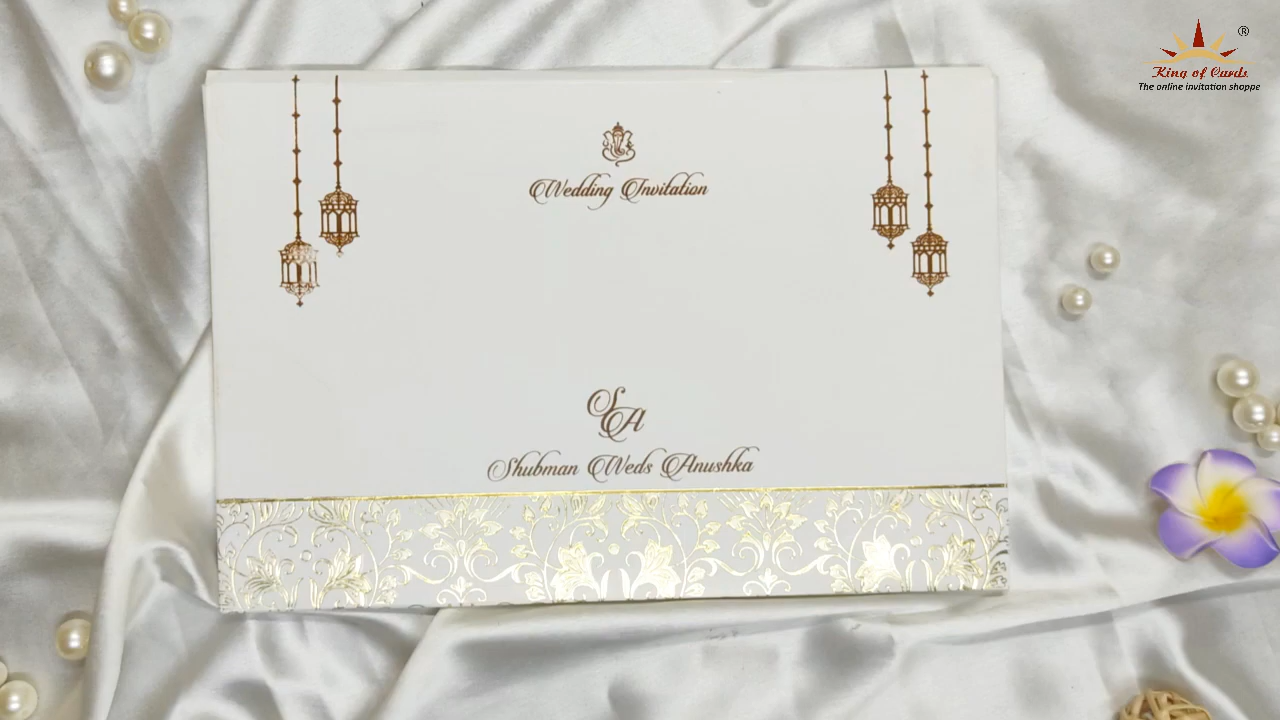 King of Cards
®
The online invitation shoppe
Wedding Invitation
SA
Shubman Weds Anushka